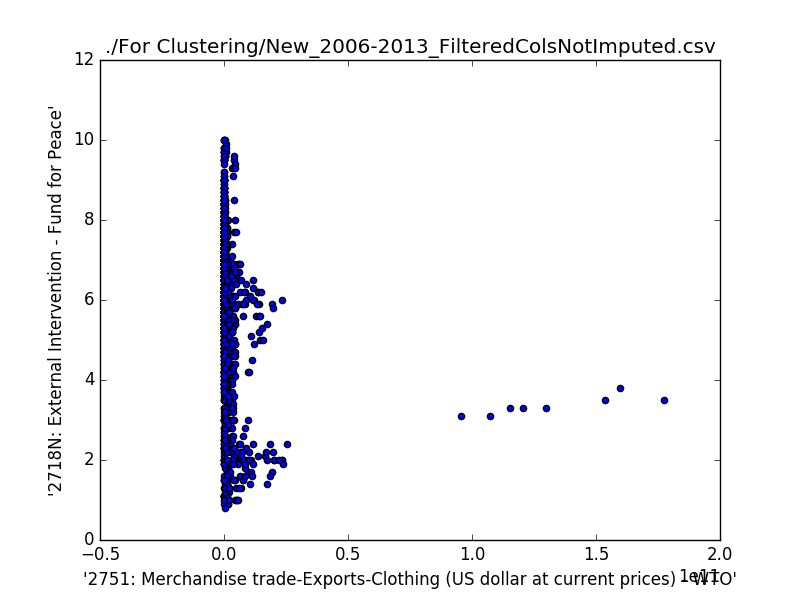 ./For Clustering/New_2006-2013_FilteredColsNotImputed.csv
12
10
8
6
4
2
0
'2718N: External Intervention - Fund for Peace'
−0.5 0.0 0.5 1.0 1.5 2.0
1e11
'2751: Merchandise trade-Exports-Clothing (US dollar at current prices) - WTO'